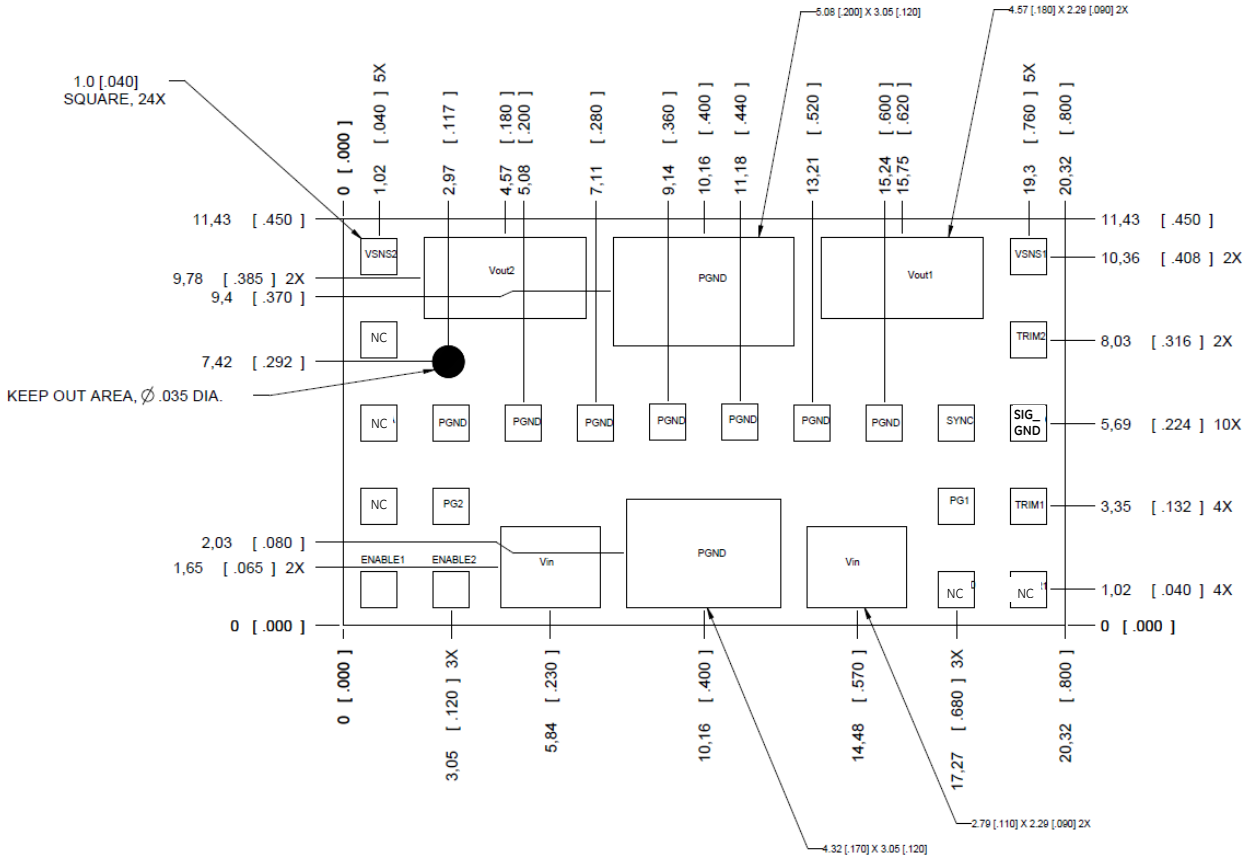 5.08 [.200] X 3.05 [.120]
4.57 [.180] X 2.29 [.090] 2X
1.0 [.040]
SQUARE, 24X
0 [ .000 ]
1,02 [ .040 ] 5X
2,97 [ .117 ]
4,57 [ .180 ]
5,08 [ .200 ]
7,11 [ .280 ]
9,14 [ .360 ]
10,16 [ .400 ]
11,18 [ .440 ]
13,21 [ .520 ]
15,24 [ .600 ]
15,75 [ .620 ]
19,3 [ .760 ] 5X
20,32 [ .800 ]
11,43 [ .450 ]
11,43 [ .450 ]
VSNS2
Vout2
PGND
Vout1
VSNS1
10,36 [ .408 ] 2X
9,78 [ .385 ] 2X
9,4 [ .370 ]
NC
TRIM2
8,03 [ .316 ] 2X
7,42 [ .292 ]
KEEP OUT AREA, Ø .035 DIA.
NC
PGND
PGND
PGND
PGND
PGND
PGND
PGND
SYNC
SIG_
GND
5,69 [ .224 ] 10X
NC
PG2
PG1
TRIM1
3,35 [ .132 ] 4X
2,03 [ .080 ]
1,65 [ .065 ] 2X
ENABLE1
ENABLE2
Vin
PGND
Vin
NC
NC
1,02 [ .040 ] 4X
0 [ .000 ]
0 [ .000 ]
0 [ .000 ]
3,05 [ .120 ] 3X
5,84 [ .230 ]
10,16 [ .400 ]
14,48 [ .570 ]
17,27 [ .680 ] 3X
20,32 [ .800 ]
2.79 [.110] X 2.29 [.090] 2X
4.32 [.170] X 3.05 [.120]